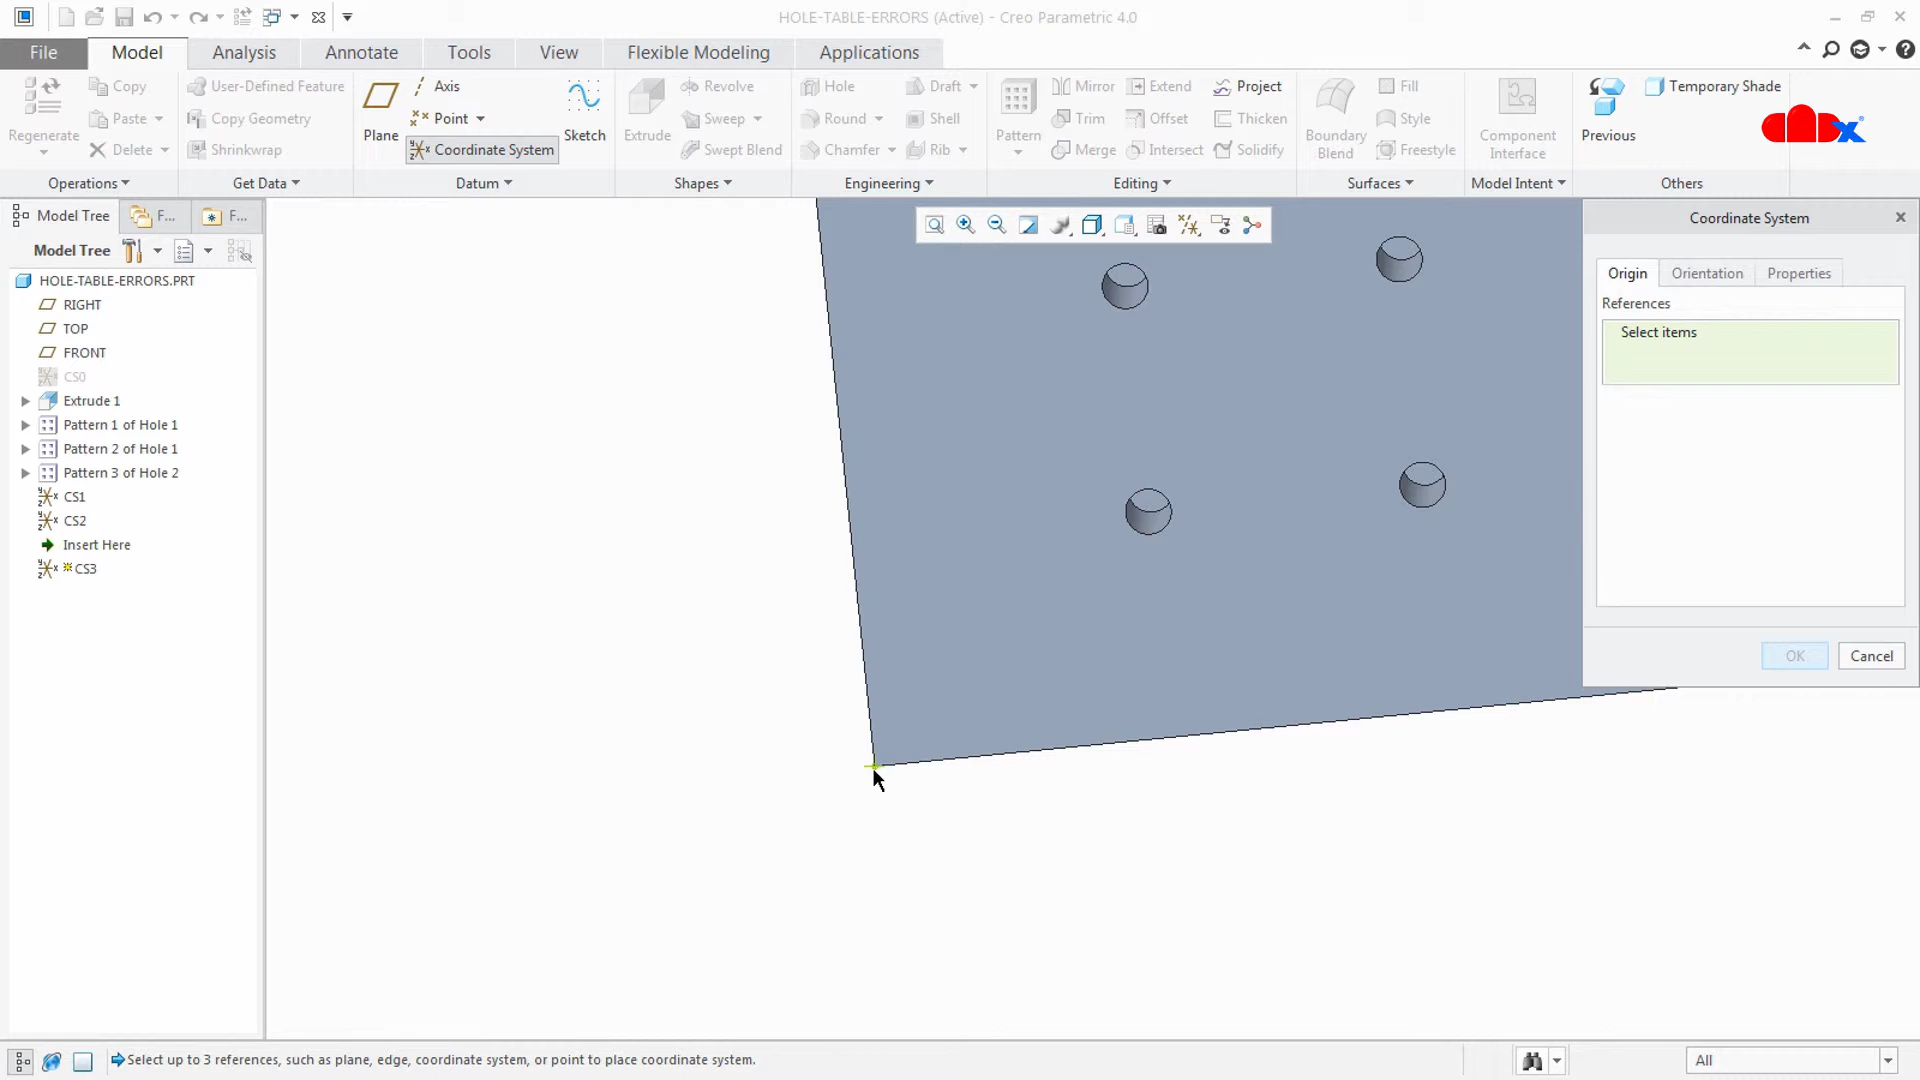 HOLE-TABLE-ERRORS (Active) - Creo Parametric 4.0
File
Model
Analysis
Annotate
Tools
View
Flexible Modeling
Applications
Regenerate
Copy
Paste
Delete
Operations
User-Defined Feature
Copy Geometry
Shrinkwrap
Get Data
Plane
Axis
Point
Coordinate System
Sketch
Datum
Extrude
Revolve
Sweep
Swept Blend
Shapes
Hole
Round
Chamfer
Draft
Shell
Rib
Engineering
Pattern
Mirror
Trim
Merge
Extend
Offset
Intersect
Project
Thicken
Solidify
Editing
Boundary
Blend
Fill
Style
Freestyle
Surfaces
Component
Interface
Model Intent
Previous
Temporary Shade
Others
Model Tree
F...
F...
Model Tree
HOLE-TABLE-ERRORS.PRT
RIGHT
TOP
FRONT
CS0
Extrude 1
Pattern 1 of Hole 1
Pattern 2 of Hole 1
Pattern 3 of Hole 2
CS1
CS2
Insert Here
CS3
Coordinate System
Origin
Orientation
Properties
References
Select items
OK
Cancel
Select up to 3 references, such as plane, edge, coordinate system, or point to place coordinate system.
All